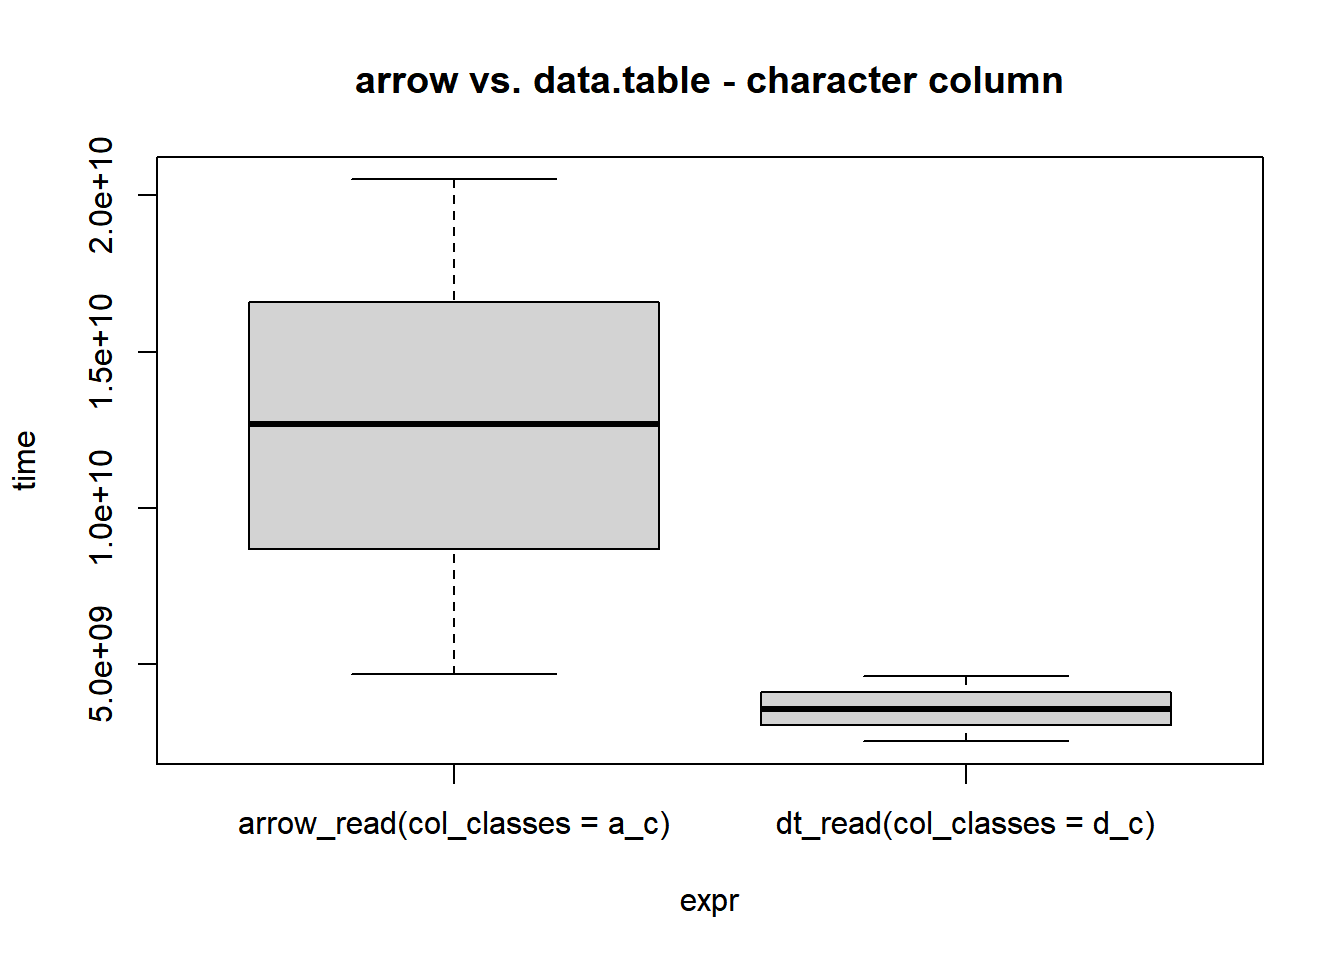 arrow vs. data.table - character column
time
2.0e+10
1.5e+10
1.0e+10
5.0e+09
arrow_read(col_classes = a_c)
dt_read(col_classes = d_c)
expr